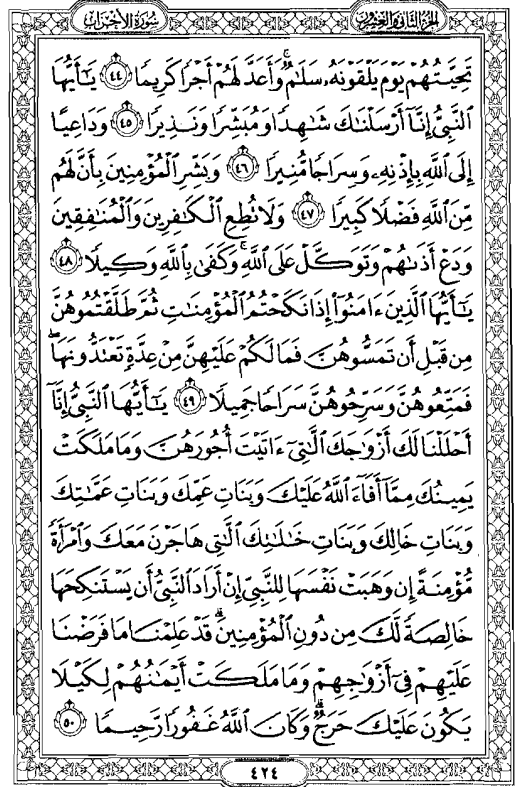 الجزء الثاني والعشرون
سورة الأحزاب
تَحِيَّتُهُمْ يَوْمَ يَلْقَوْنَهُۥ سَلَٰمٌ ۚ وَأَعَدَّ لَهُمْ أَجْرًا كَرِيمًا ﴿٤٤﴾ يَٰٓأَيُّهَا
ٱلنَّبِىُّ إِنَّآ أَرْسَلْنَٰكَ شَٰهِدًا وَمُبَشِّرًا وَنَذِيرًا ﴿٤٥﴾ وَدَاعِيًا
إِلَى ٱللَّهِ بِإِذْنِهِۦ وَسِرَاجًا مُّنِيرًا ﴿٤٦﴾ وَبَشِّرِ ٱلْمُؤْمِنِينَ بِأَنَّ لَهُم
مِّنَ ٱللَّهِ فَضْلًا كَبِيرًا ﴿٤٧﴾ وَلَا تُطِعِ ٱلْكَٰفِرِينَ وَٱلْمُنَٰفِقِينَ
وَدَعْ أَذَىٰهُمْ وَتَوَكَّلْ عَلَى ٱللَّهِ ۚ وَكَفَىٰ بِٱللَّهِ وَكِيلًا ﴿٤٨﴾
يَٰٓأَيُّهَا ٱلَّذِينَ ءَامَنُوٓا۟ إِذَا نَكَحْتُمُ ٱلْمُؤْمِنَٰتِ ثُمَّ طَلَّقْتُمُوهُنَّ
مِن قَبْلِ أَن تَمَسُّوهُنَّ فَمَا لَكُمْ عَلَيْهِنَّ مِنْ عِدَّةٍ تَعْتَدُّونَهَا ۖ
فَمَتِّعُوهُنَّ وَسَرِّحُوهُنَّ سَرَاحًا جَمِيلًا ﴿٤٩﴾ يَٰٓأَيُّهَا ٱلنَّبِىُّ إِنَّآ
أَحْلَلْنَا لَكَ أَزْوَٰجَكَ ٱلَّٰتِىٓ ءَاتَيْتَ أُجُورَهُنَّ وَمَا مَلَكَتْ
يَمِينُكَ مِمَّآ أَفَآءَ ٱللَّهُ عَلَيْكَ وَبَنَاتِ عَمِّكَ وَبَنَاتِ عَمَّٰتِكَ
وَبَنَاتِ خَالِكَ وَبَنَاتِ خَٰلَٰتِكَ ٱلَّٰتِى هَاجَرْنَ مَعَكَ وَٱمْرَأَةً
مُّؤْمِنَةً إِن وَهَبَتْ نَفْسَهَا لِلنَّبِىِّ إِنْ أَرَادَ ٱلنَّبِىُّ أَن يَسْتَنكِحَهَا
خَالِصَةً لَّكَ مِن دُونِ ٱلْمُؤْمِنِينَ ۗ قَدْ عَلِمْنَا مَا فَرَضْنَا
عَلَيْهِمْ فِىٓ أَزْوَٰجِهِمْ وَمَا مَلَكَتْ أَيْمَٰنُهُمْ لِكَيْلَا
يَكُونَ عَلَيْكَ حَرَجٌ ۗ وَكَانَ ٱللَّهُ غَفُورًا رَّحِيمًا ﴿٥٠﴾
٤٢٤